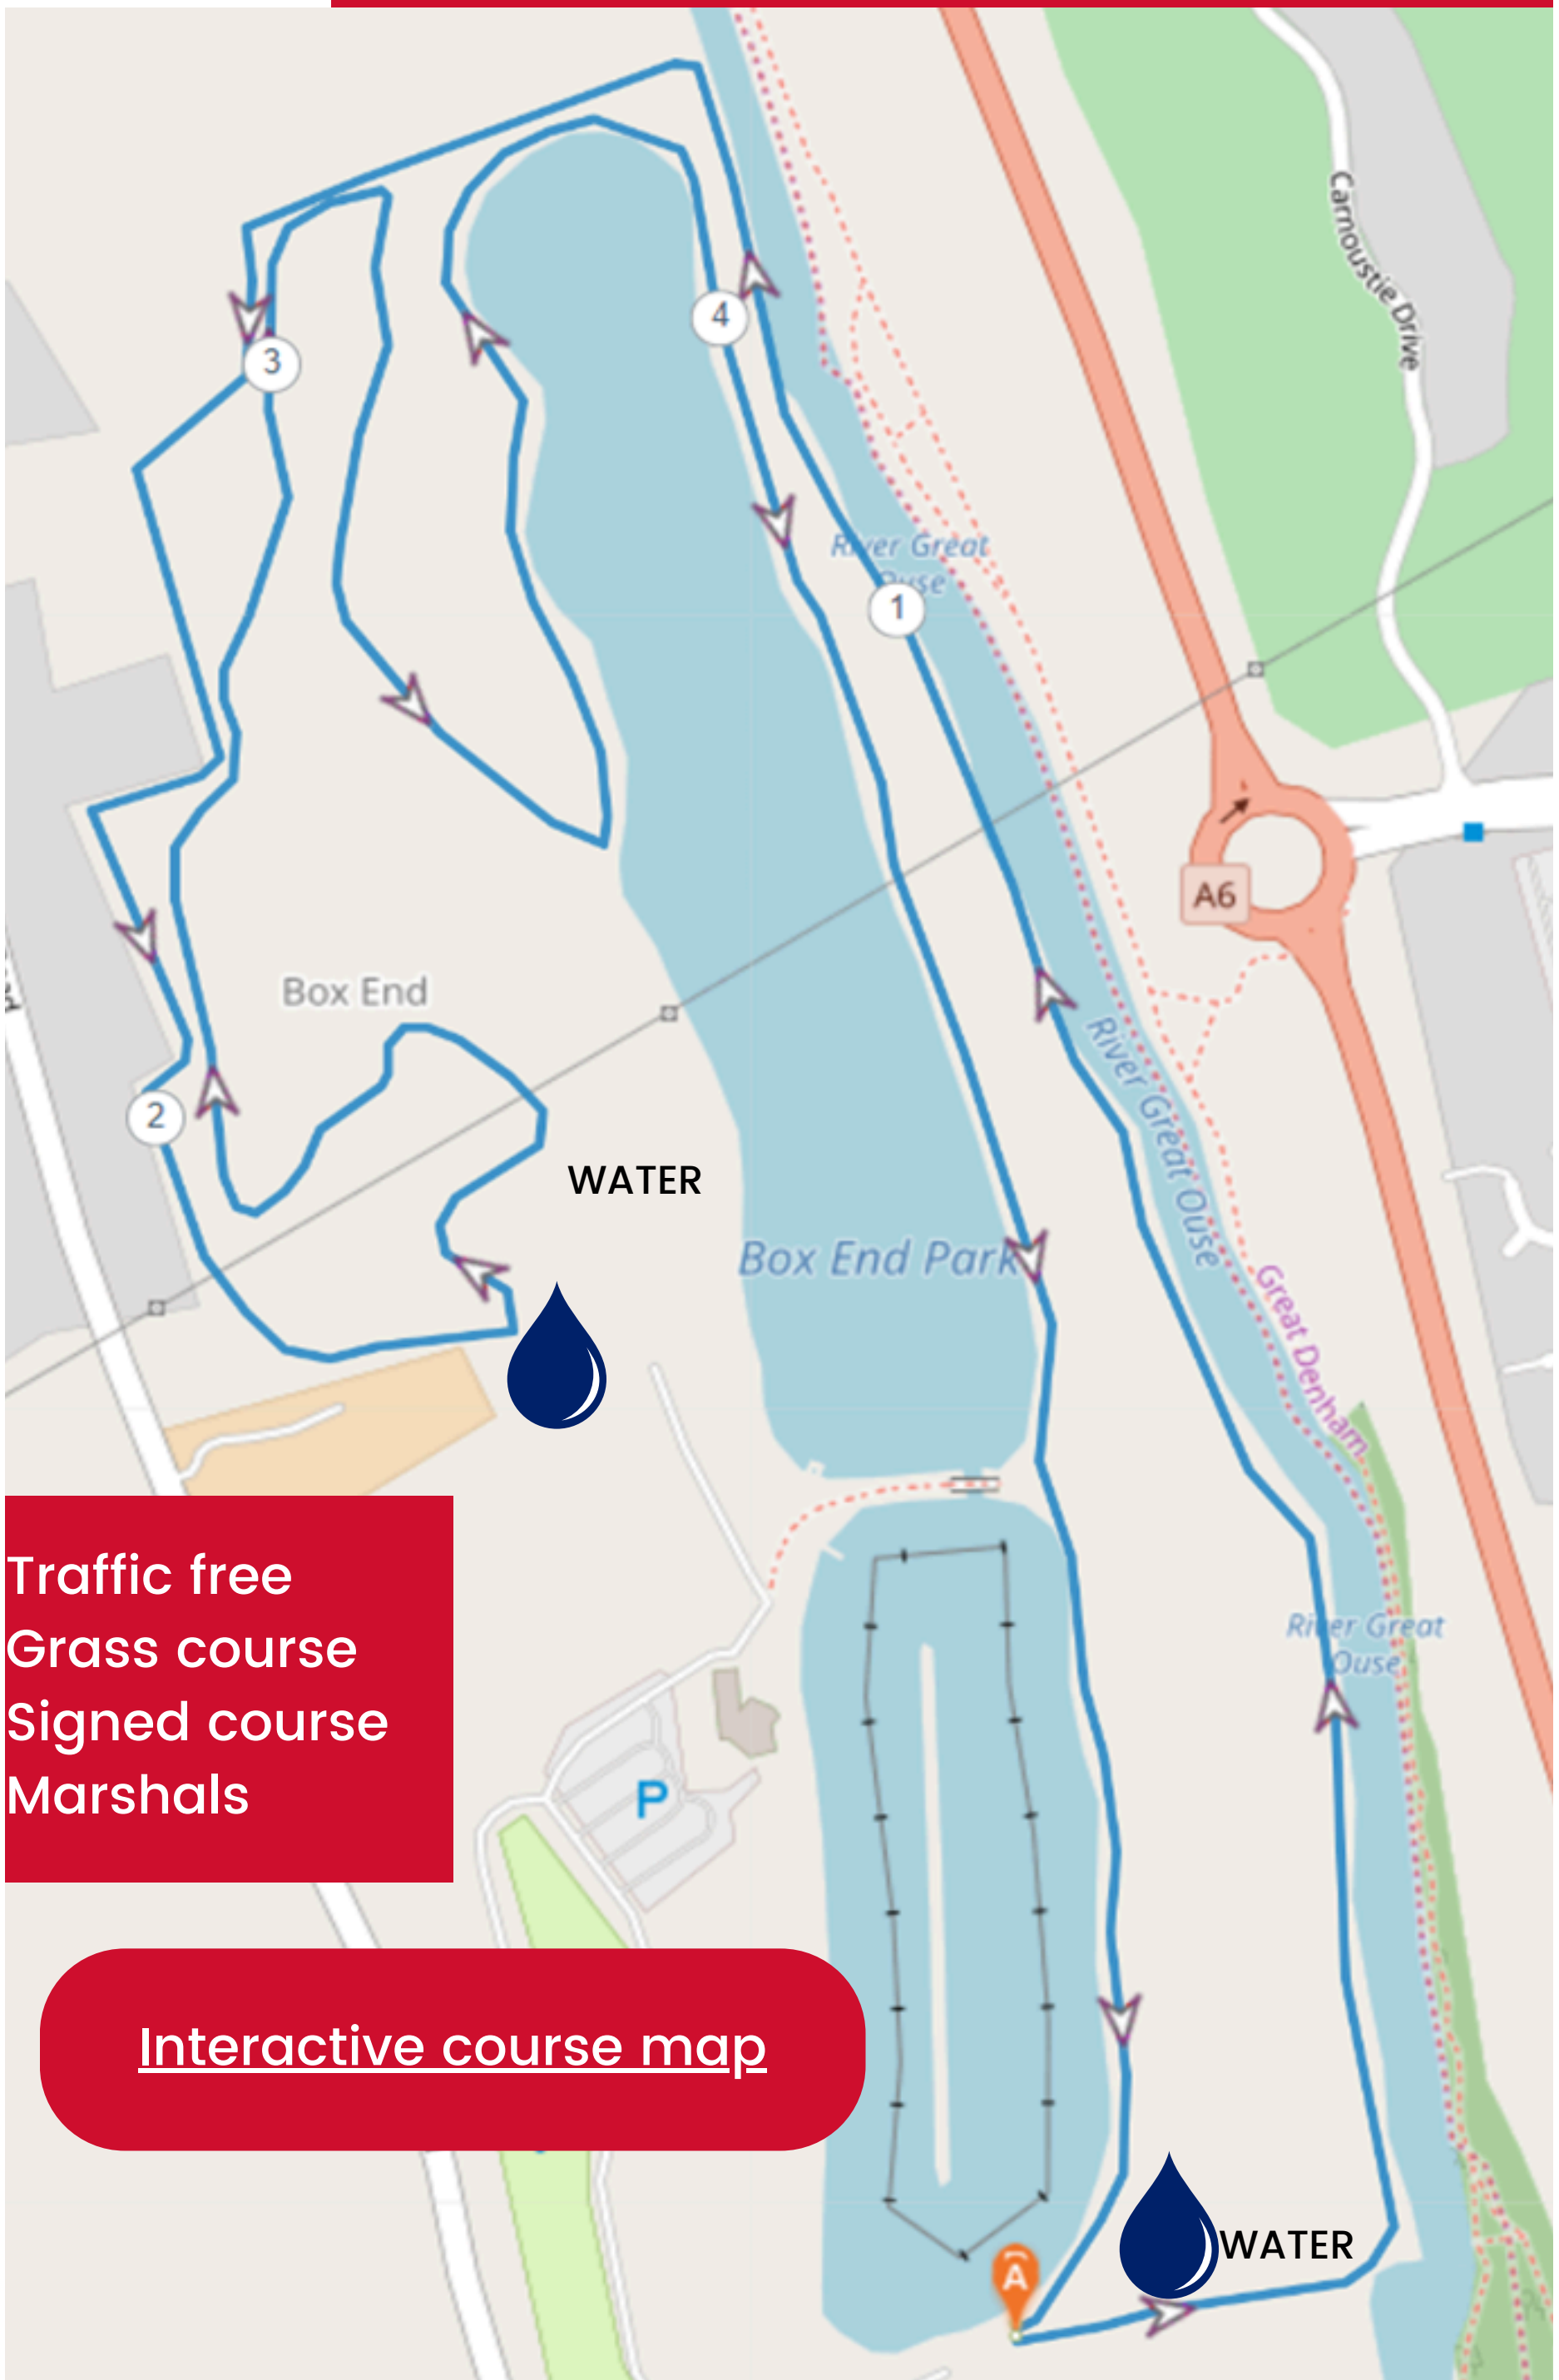 Carnoustie Drive
4
3
River Great
Ouse
1
A6
Box End
River Great Ouse
2
WATER
Box End Park
Great Denham
Traffic free
Grass course
Signed course
Marshals
River Great
Ouse
P
Interactive course map
A
WATER